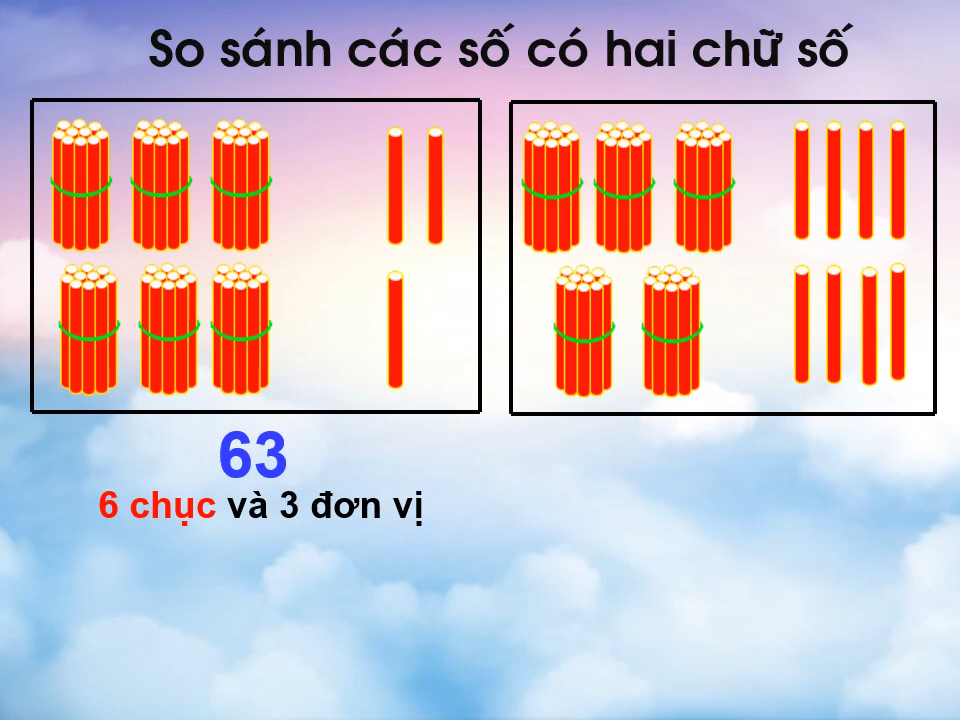 So sánh các số có hai chữ số
63
6 chục và 3 đơn vị